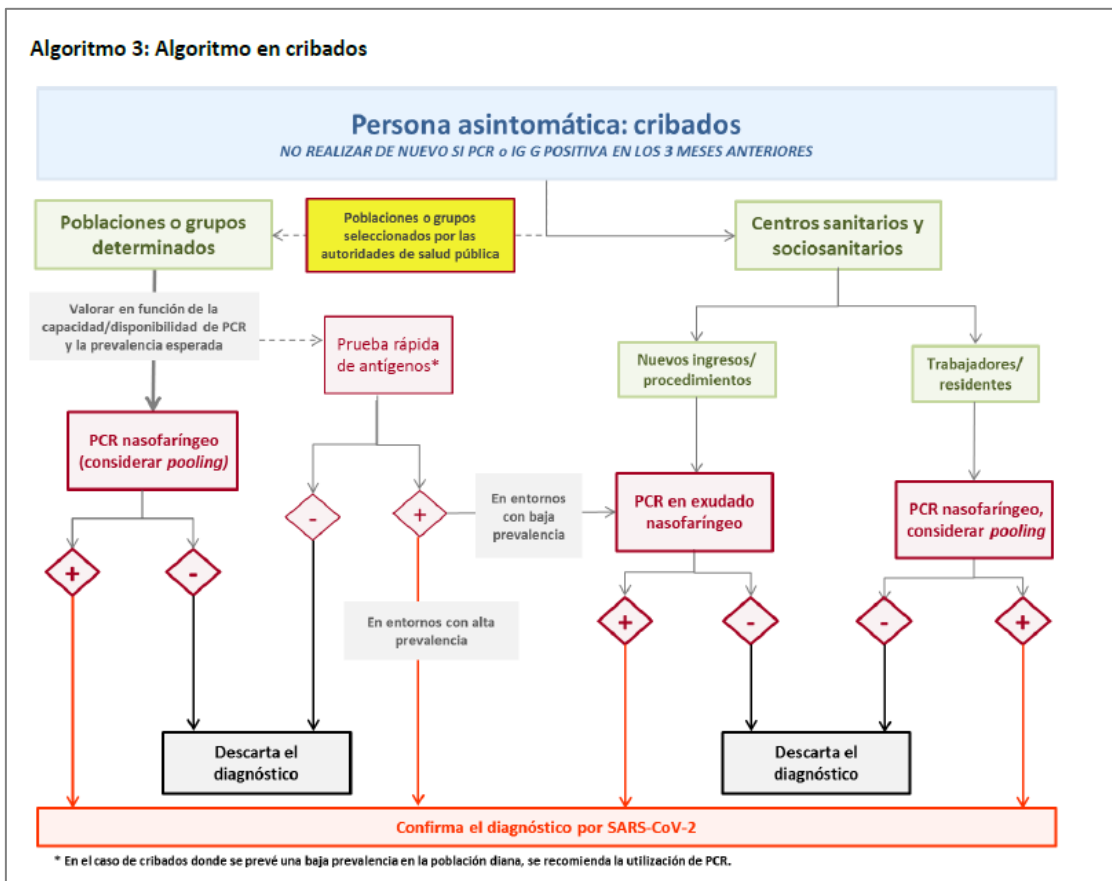 Algoritmo 3: Algoritmo en cribados
Persona asintomática: cribados
NO REALIZAR DE NUEVO SI PCR o IG G POSITIVA EN LOS 3 MESES ANTERIORES
Poblaciones o grupos
determinados
Poblaciones o grupos
seleccionados por las
autoridades de salud pública
Centros sanitarios y
sociosanitarios
Valorar en función de la
capacidad/disponibilidad de PCR
y la prevalencia esperada
Prueba rápida
de antígenos*
Nuevos ingresos/
procedimientos
Trabajadores/
residentes
PCR nasofaríngeo
(considerar pooling)
-
+
En entornos
con baja
prevalencia
PCR en exudado
nasofaríngeo
PCR nasofaríngeo,
considerar pooling
+
-
En entornos con alta
prevalencia
+
-
-
+
Descarta el
diagnóstico
Descarta el
diagnóstico
Confirma el diagnóstico por SARS-CoV-2
* En el caso de cribados donde se prevé una baja prevalencia en la población diana, se recomienda la utilización de PCR.